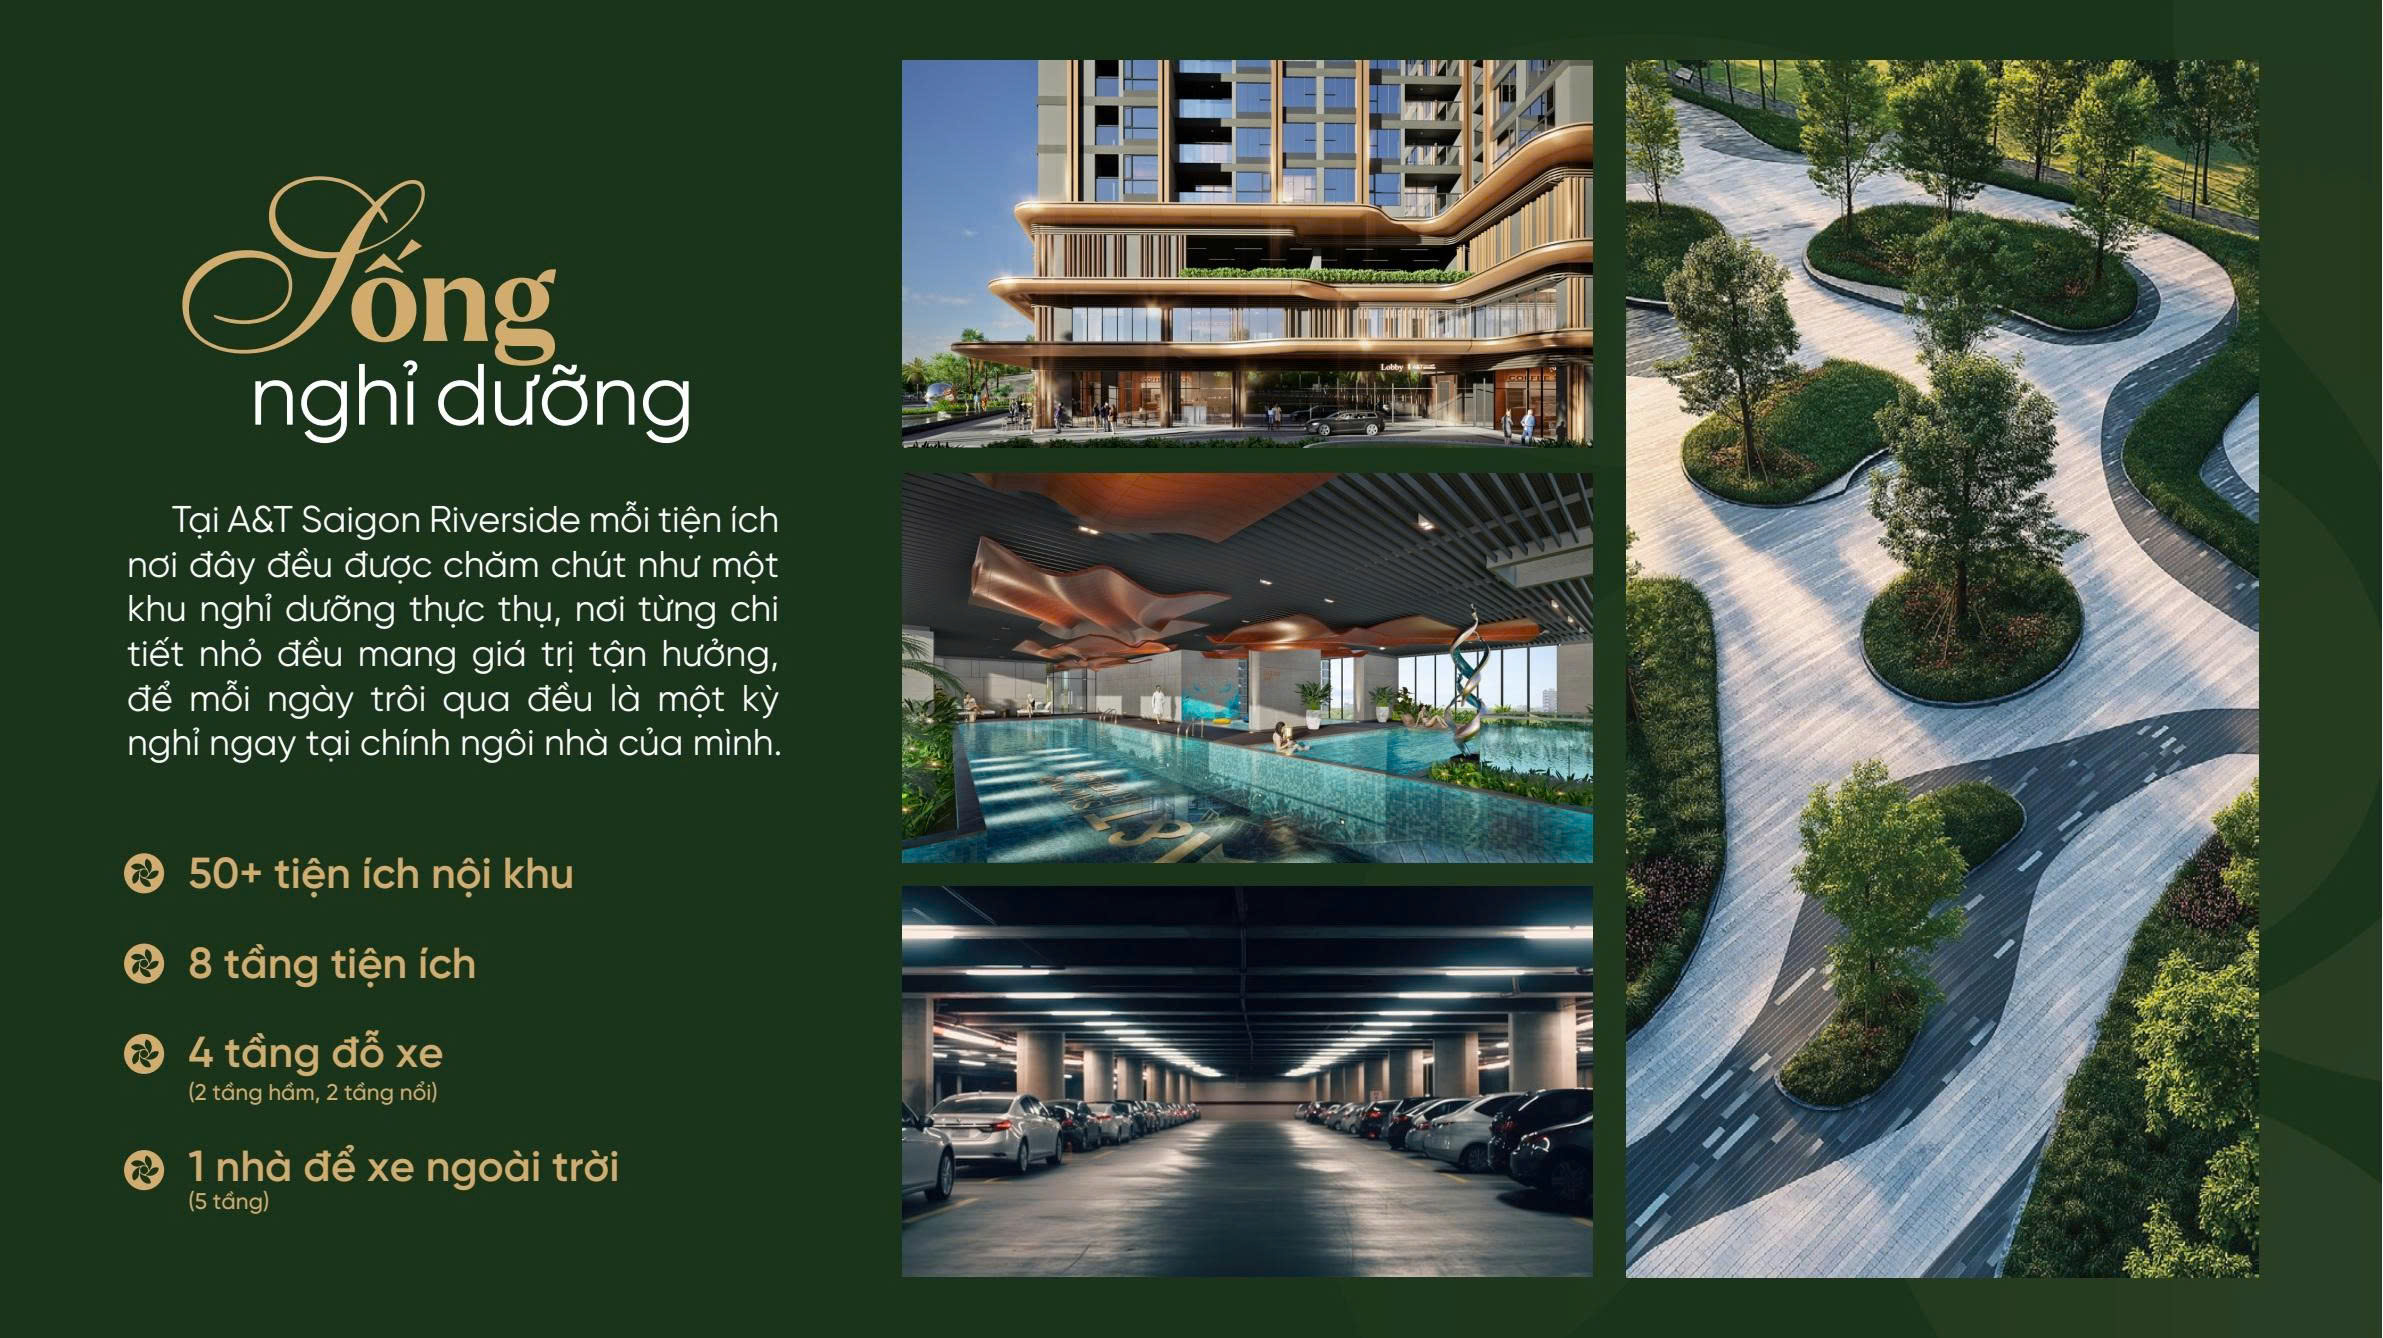 Sống
nghỉ dưỡng
Tại A&T Saigon Riverside mỗi tiện ích
nơi đây đều được chăm chút như một
khu nghỉ dưỡng thực thụ, nơi từng chi
tiết nhỏ đều mang giá trị tận hưởng,
để mỗi ngày trôi qua đều là một kỳ
nghỉ ngay tại chính ngôi nhà của mình.
50+ tiện ích nội khu
8 tầng tiện ích
4 tầng đỗ xe
(2 tầng hầm, 2 tầng nổi)
1 nhà để xe ngoài trời
(5 tầng)
Lobby